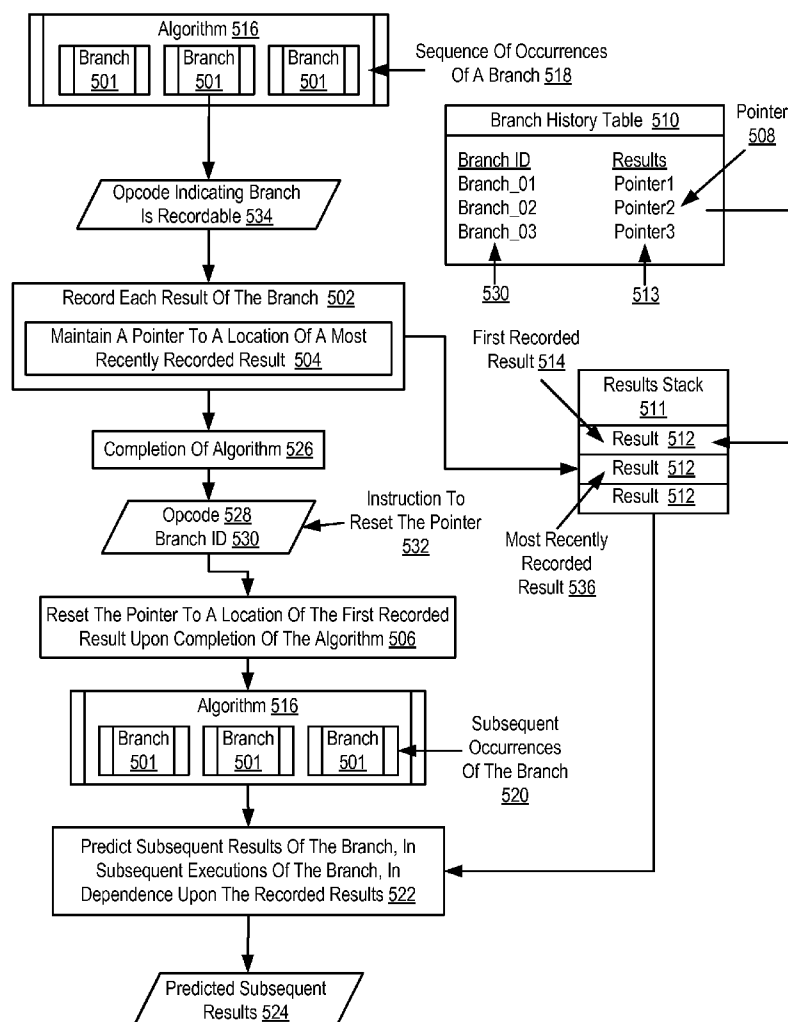 Algorithm 516
Branch 501
Branch 501
Branch 501
Sequence Of Occurrences
Of A Branch 518
Opcode Indicating Branch
Is Recordable 534
Branch History Table 510
Branch ID Results
Branch_01 Pointer1
Branch_02 Pointer2
Branch_03 Pointer3
530
513
Pointer
508
Record Each Result Of The Branch 502
Maintain A Pointer To A Location Of A Most
Recently Recorded Result 504
First Recorded
Result 514
Results Stack
511
Result 512
Result 512
Result 512
Most Recently
Recorded
Result 536
Completion Of Algorithm 526
Opcode 528
Branch ID 530
Instruction To
Reset The Pointer
532
Reset The Pointer To A Location Of The First Recorded
Result Upon Completion Of The Algorithm 506
Algorithm 516
Branch 501
Branch 501
Branch 501
Subsequent
Occurrences
Of The Branch
520
Predict Subsequent Results Of The Branch, In
Subsequent Executions Of The Branch, In
Dependence Upon The Recorded Results 522
Predicted Subsequent
Results 524